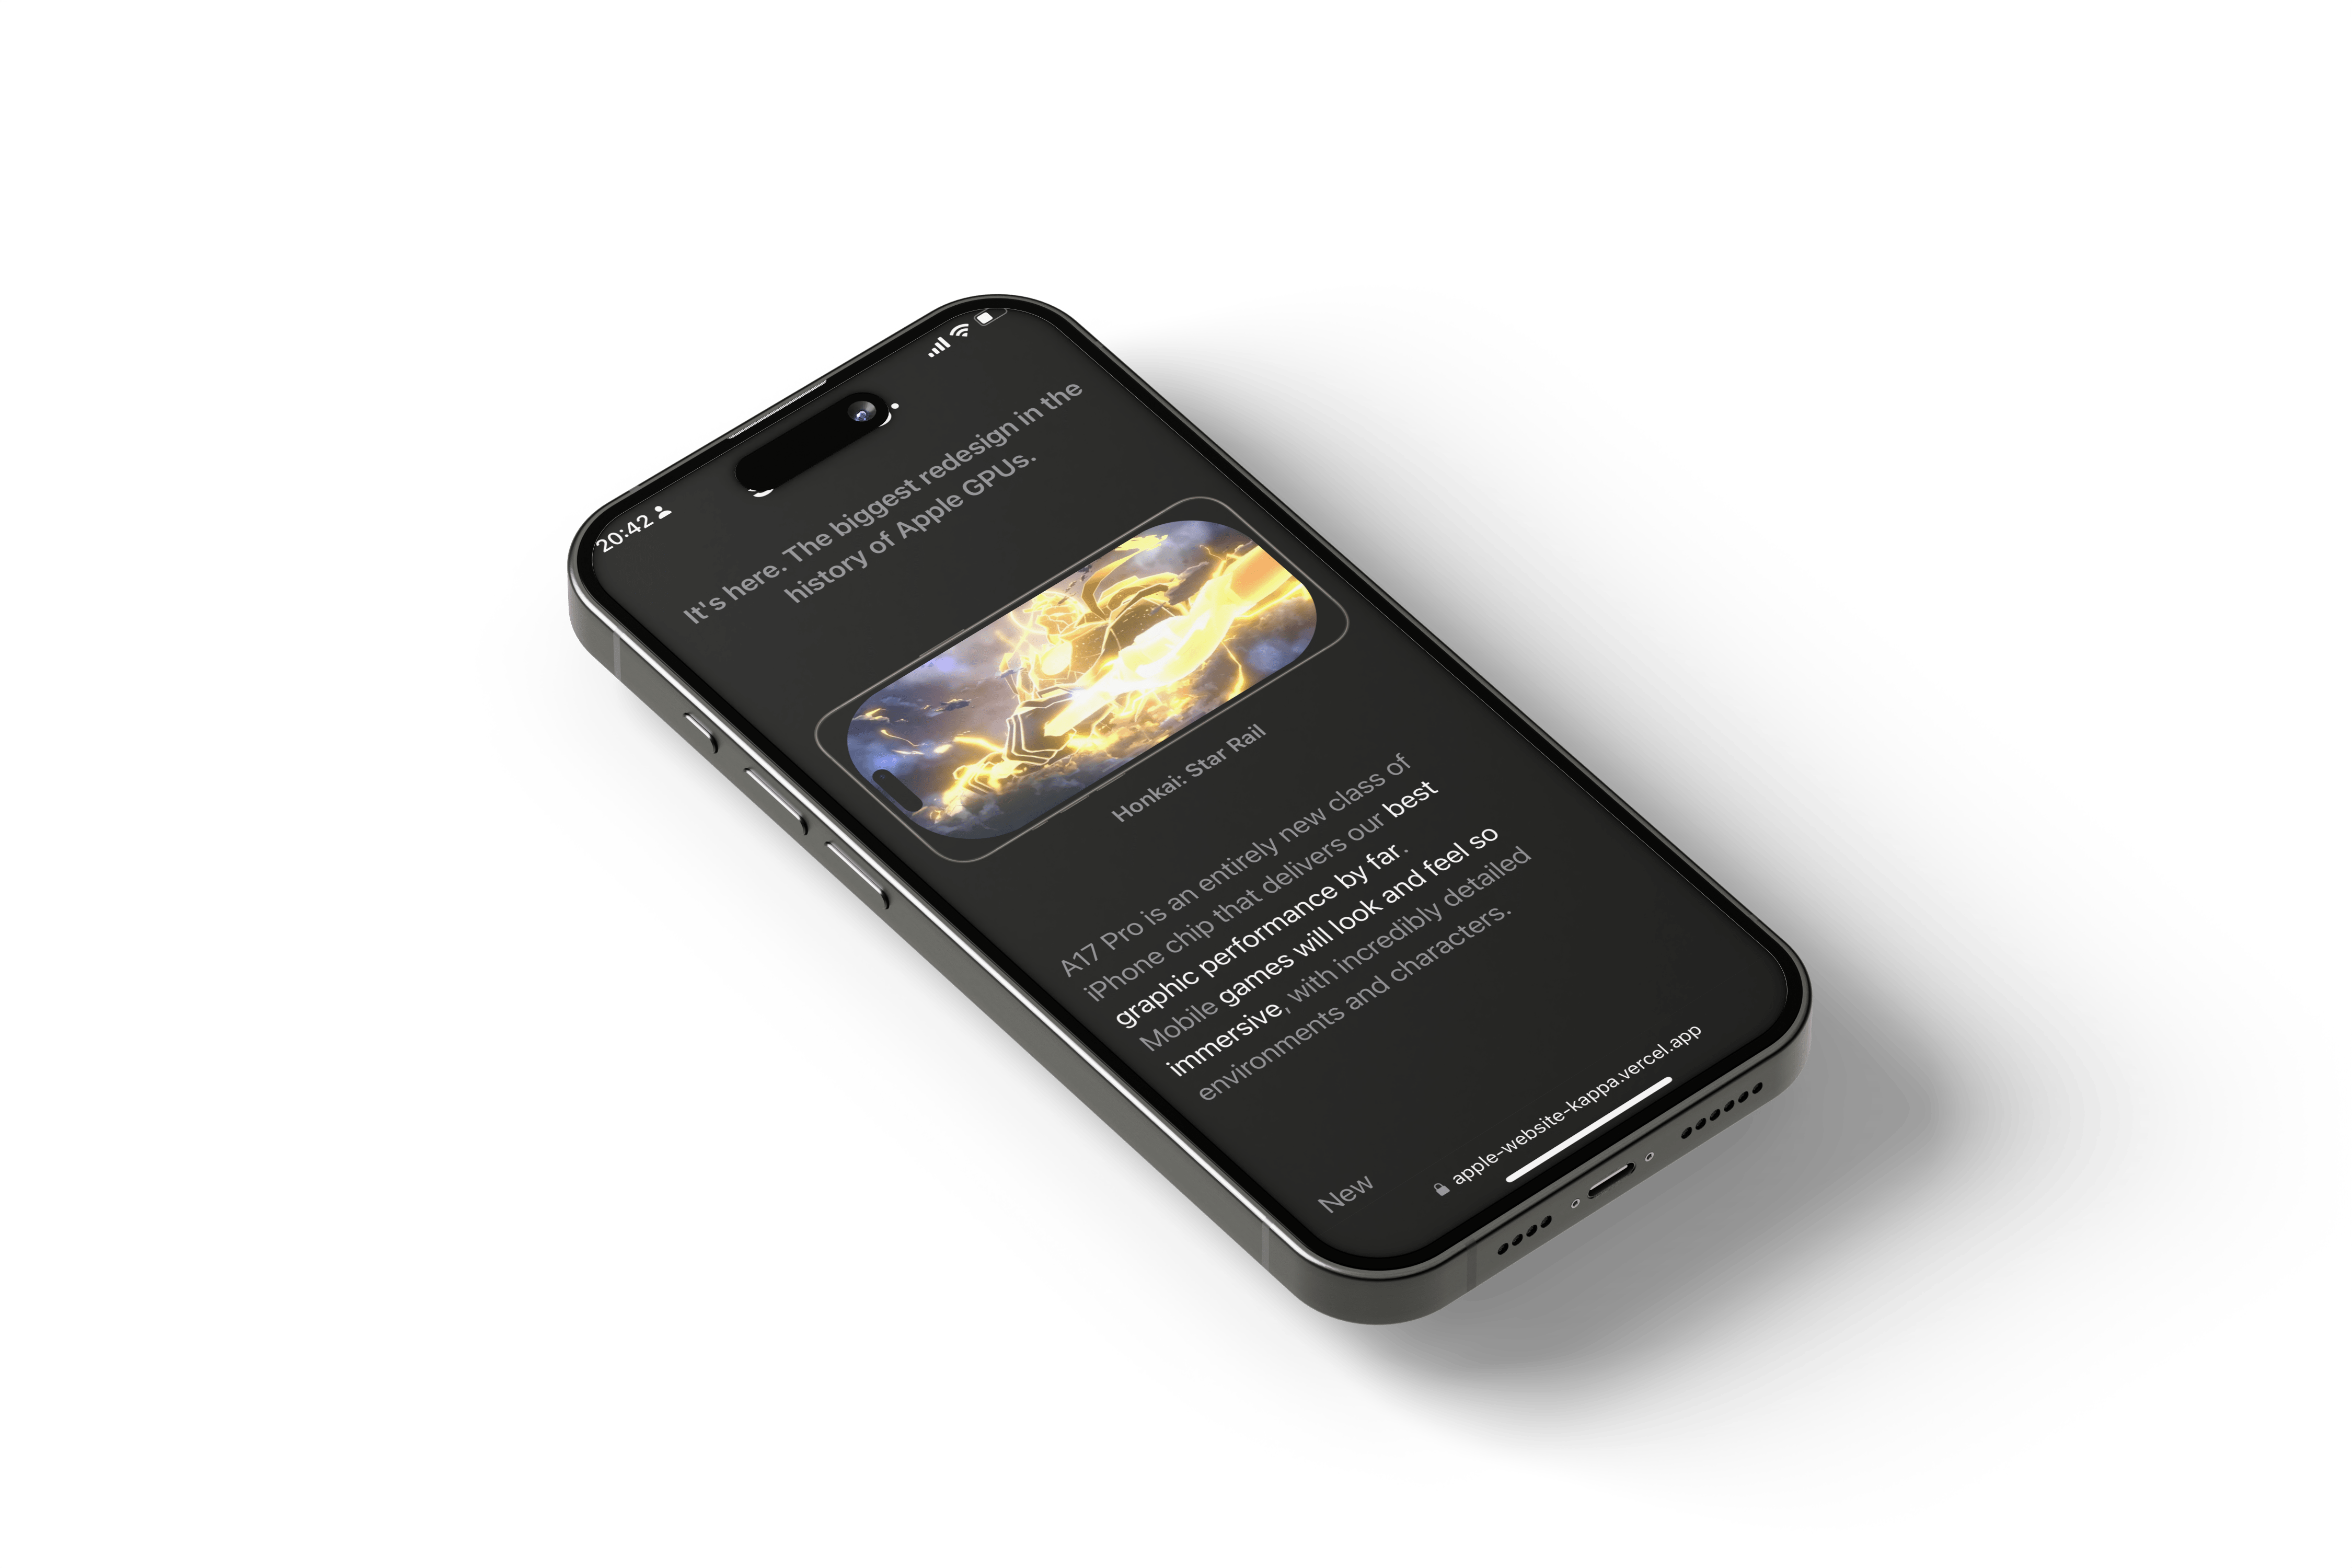 20:42
It's here. The biggest redesign in the
history of Apple GPUs.
Honkai: Star Rail
A17 Pro is an entirely new class of
iPhone chip that delivers our best
graphic performance by far.
Mobile games will look and feel so
immersive, with incredibly detailed
environments and characters.
New
apple-website-kappa.vercel.app